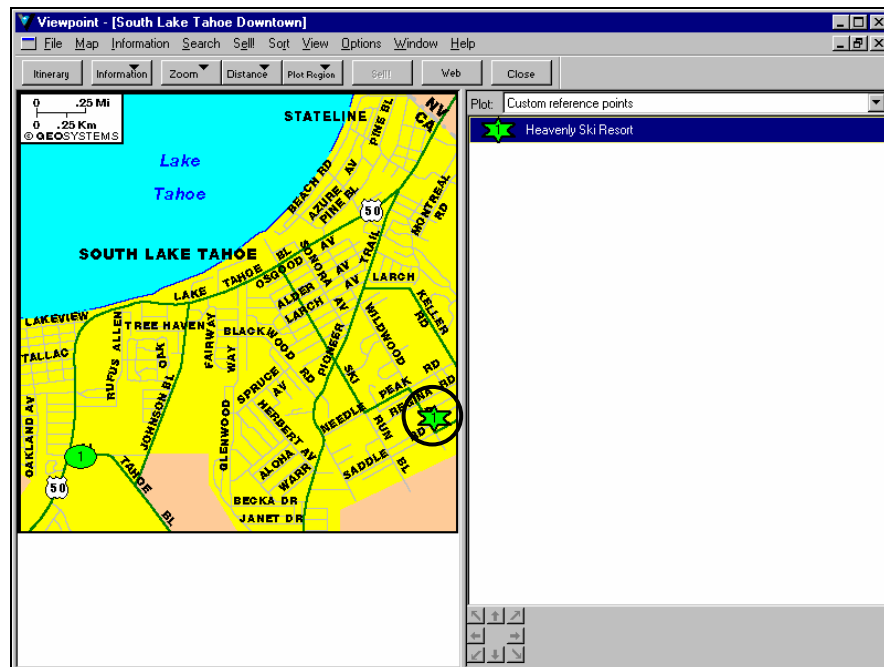 Viewpoint - [South Lake Tahoe Downtown]
File Map Information Search Sell! Sort View Options Window Help
Itinerary Information Zoom Distance Plot Region Sell! Web Close
Plot: Custom reference points
1 Heavenly Ski Resort
0 .25 Mi
0 .25 Km
© GEOSYSTEMS
STATELINE
NV
CA
PINE BL
Lake
Tahoe
BEACH RD
AZURE AV
PINE BL
50
MONTREAL RD
SOUTH LAKE TAHOE
LAKE TAHOE BL
OSGOOD AV
SONORA AV
TRAIL
ALDER AV
LARCH AV
LARCH
KELLER RD
LAKEVIEW
TALLAC
RUFUS ALLEN
TREE HAVEN
OAK
FAIRWAY WAY
BLACKWOOD RD
PIONEER
WILDWOOD
SKI RUN BL
NEEDLE PEAK RD
REGINA RD
1
SPRUCE AV
HERBERT AV
ALOHA
WARR
GLENWOOD
JOHNSON BL
OAKLAND AV
SADDLE RD
1
TAHOE BL
50
BECKA DR
JANET DR